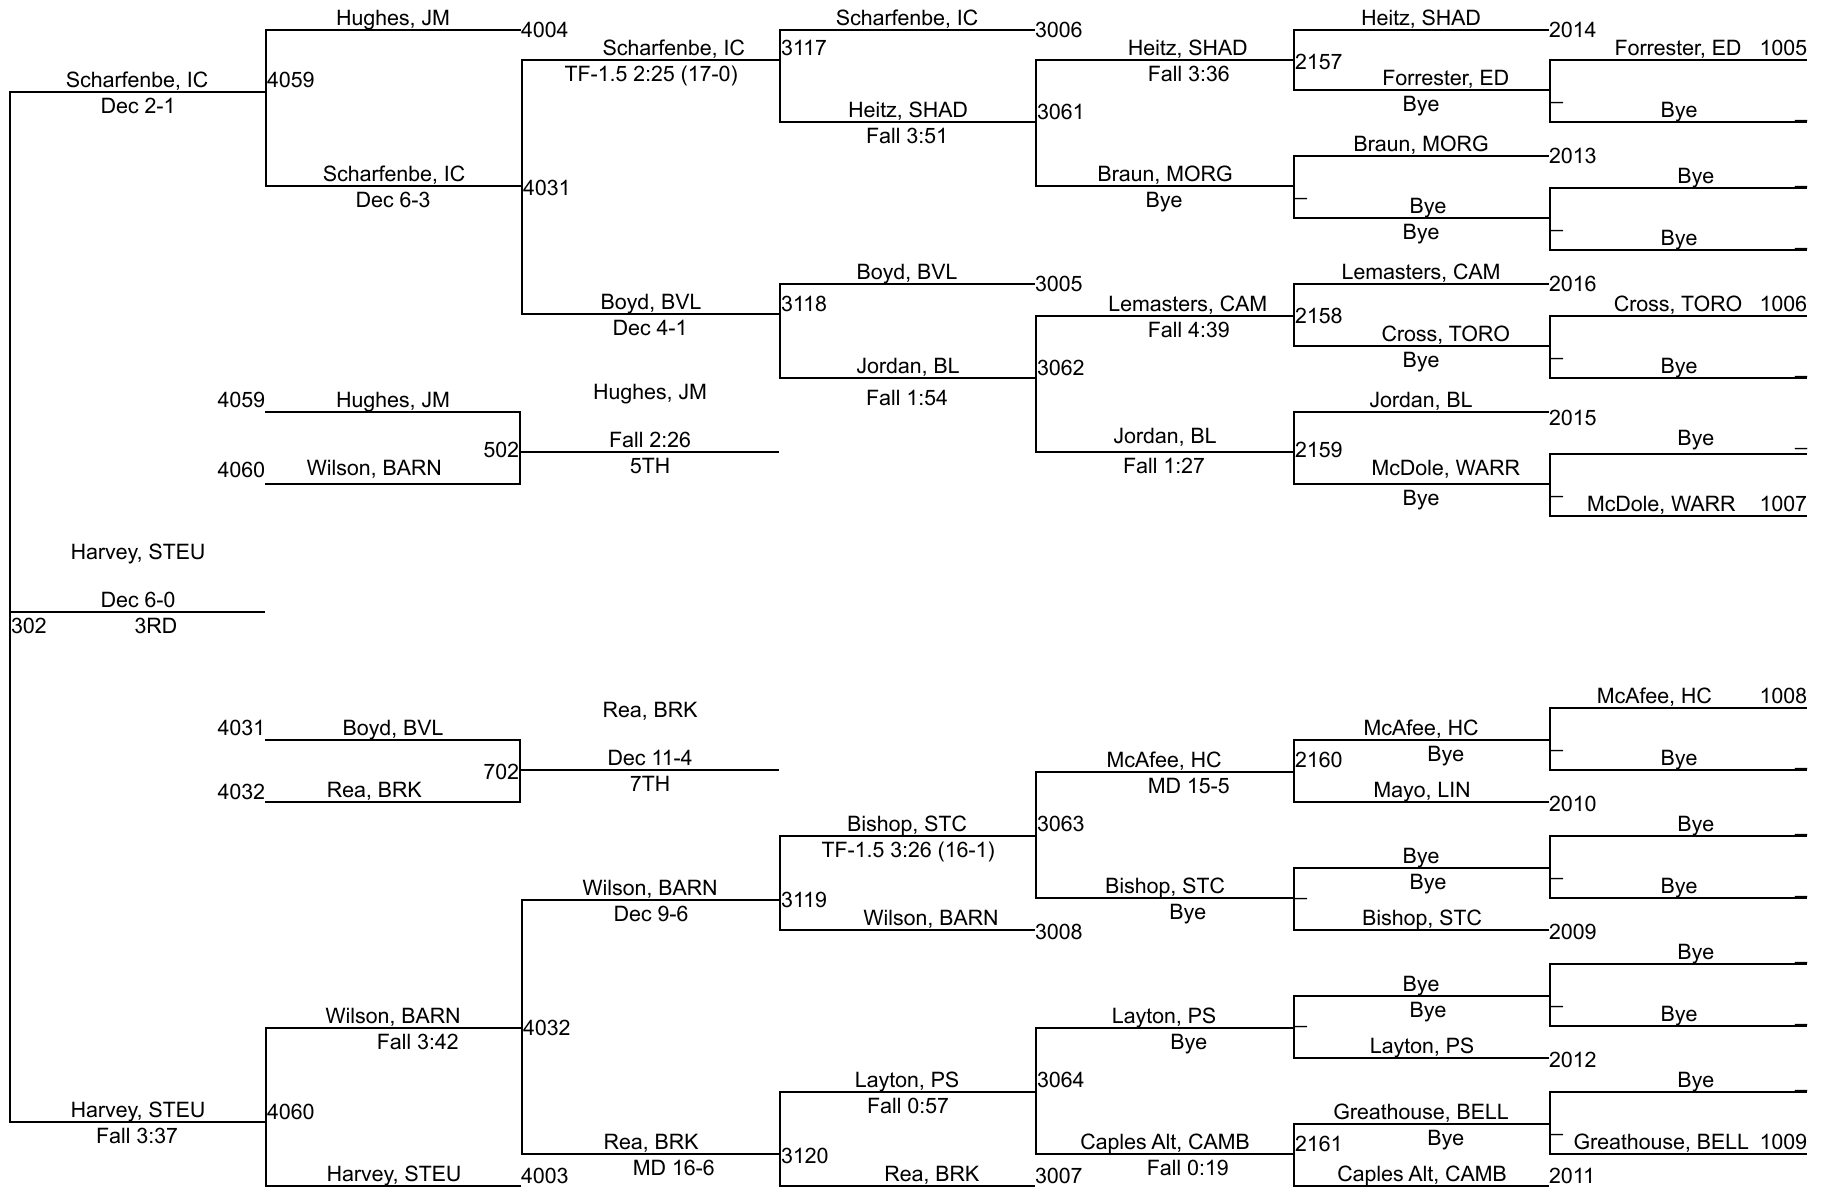 Hughes, JM
4004
Scharfenbe, IC
3006
Heitz, SHAD
2014
Scharfenbe, IC
TF-1.5 2:25 (17-0)
3117
Heitz, SHAD
Fall 3:36
2157
Forrester, ED 1005
Scharfenbe, IC
Dec 2-1
4059
Forrester, ED
Bye
Bye
Heitz, SHAD
Fall 3:51
3061
Braun, MORG
2013
Scharfenbe, IC
Dec 6-3
4031
Braun, MORG
Bye
Bye
Bye
Bye
Bye
Boyd, BVL
3005
Lemasters, CAM
2016
Boyd, BVL
Dec 4-1
3118
Lemasters, CAM
Fall 4:39
2158
Cross, TORO 1006
Cross, TORO
Bye
Bye
Jordan, BL
Fall 1:54
3062
4059
Hughes, JM
Hughes, JM
Jordan, BL
2015
502
Fall 2:26
5TH
Jordan, BL
Fall 1:27
2159
Bye
4060
Wilson, BARN
McDole, WARR
Bye
McDole, WARR 1007
Harvey, STEU
Dec 6-0
302
3RD
McAfee, HC 1008
Rea, BRK
4031
Boyd, BVL
McAfee, HC
Bye
702
Dec 11-4
7TH
McAfee, HC
MD 15-5
2160
Bye
4032
Rea, BRK
Mayo, LIN
2010
Bishop, STC
TF-1.5 3:26 (16-1)
3063
Bye
Bye
Bye
Wilson, BARN
Dec 9-6
3119
Bishop, STC
Bye
Bye
Wilson, BARN
3008
Bishop, STC
2009
Bye
Bye
Bye
Wilson, BARN
Fall 3:42
4032
Layton, PS
Bye
Bye
Layton, PS
2012
Layton, PS
Fall 0:57
3064
Bye
Harvey, STEU
Fall 3:37
4060
Greathouse, BELL
Bye
Rea, BRK
MD 16-6
3120
Caples Alt, CAMB
Fall 0:19
2161
Greathouse, BELL 1009
Harvey, STEU
4003
Rea, BRK
3007
Caples Alt, CAMB
2011